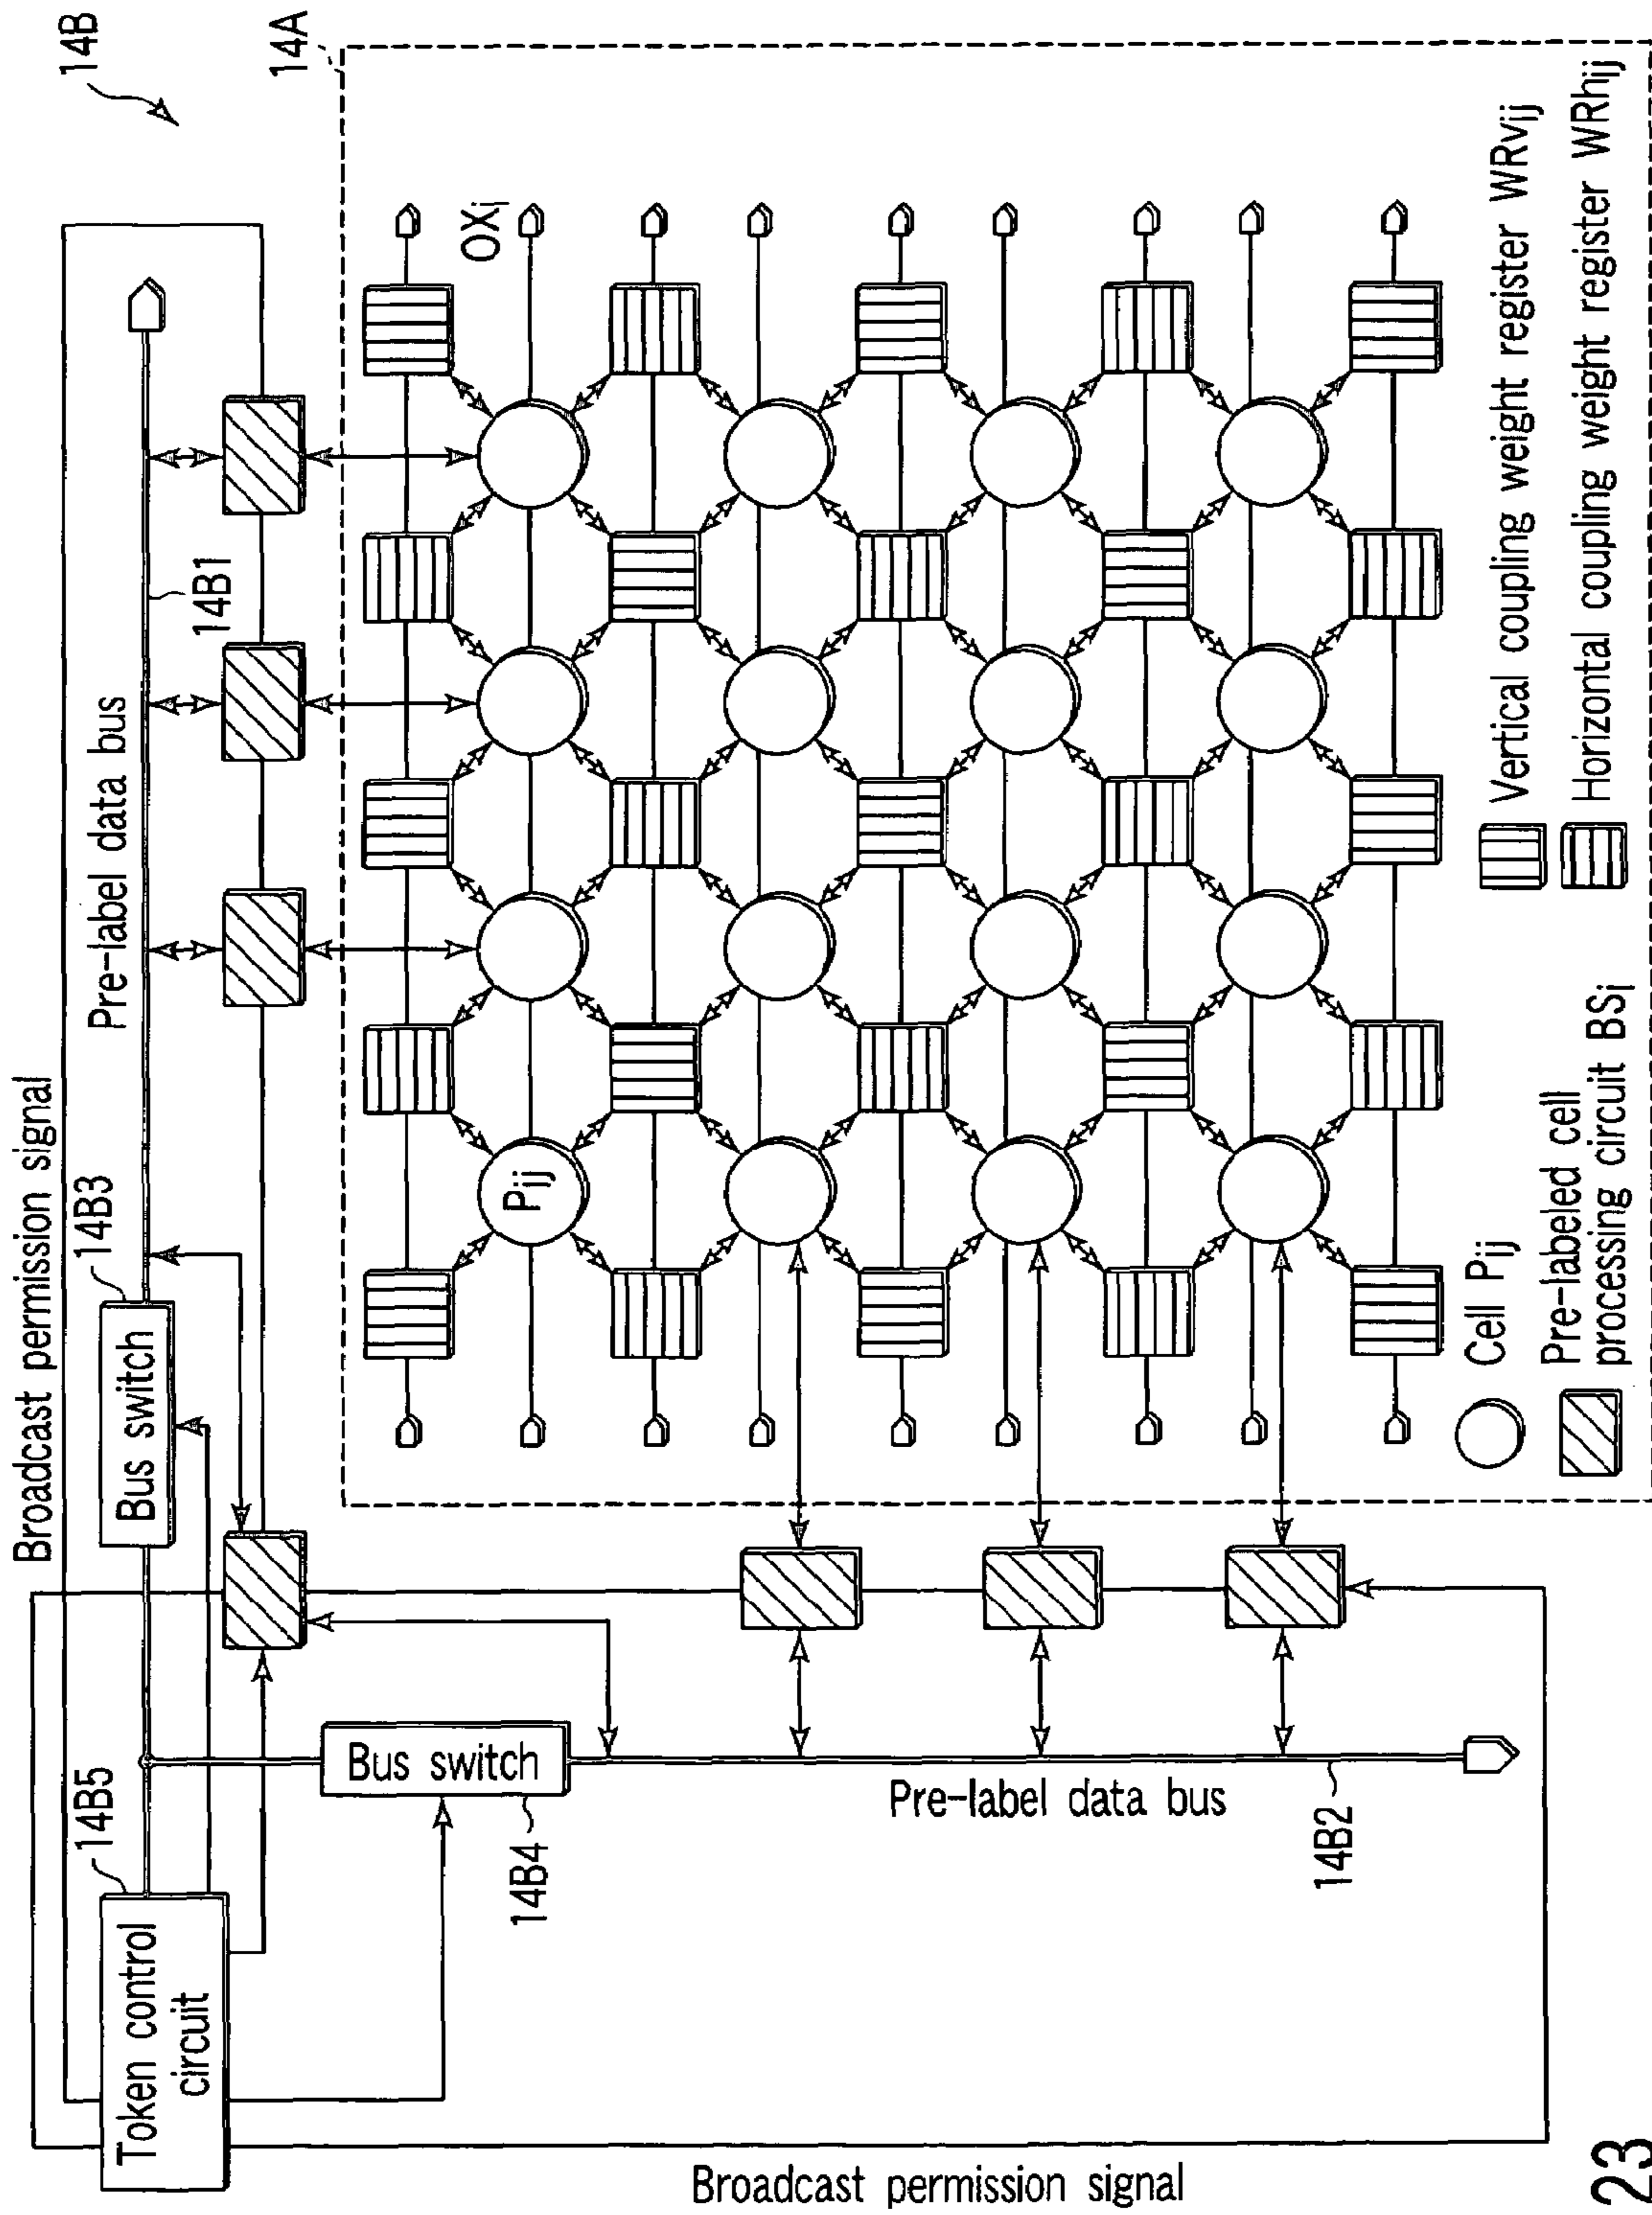 14B
14A
Broadcast permission signal
14B3
Bus switch
Pre-label data bus
14B1
14B5
Token control
circuit
Bus switch
14B4
Pre-label data bus
14B2
Broadcast permission signal
OXi
Pij
Cell Pij
Pre-labeled cell
processing circuit BSi
Vertical coupling weight register WRvij
Horizontal coupling weight register WRhij
23